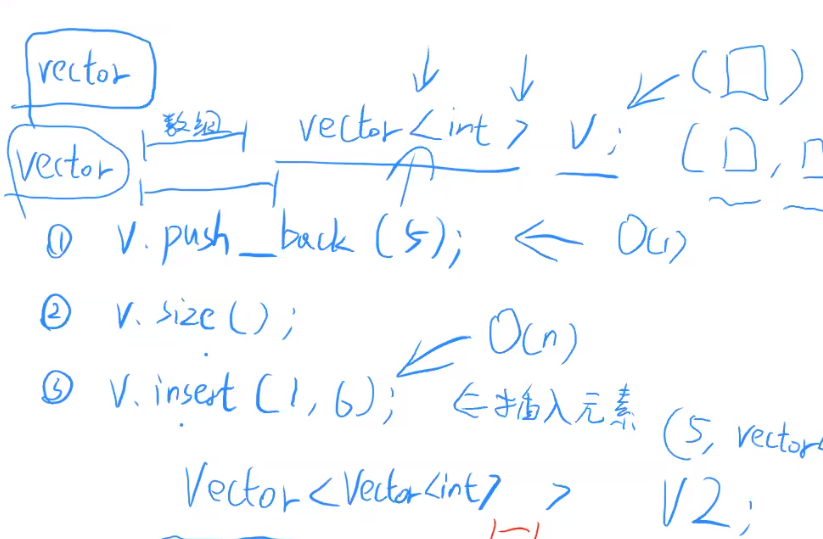 vector
数组 vector<int> v; (□)
vector (□,
① v.push_back(5); ← O(1)
② v.size();
O(n)
③ v.insert(1,6); ← 插入元素
(5, vector<
Vector<Vector<int> > V2;